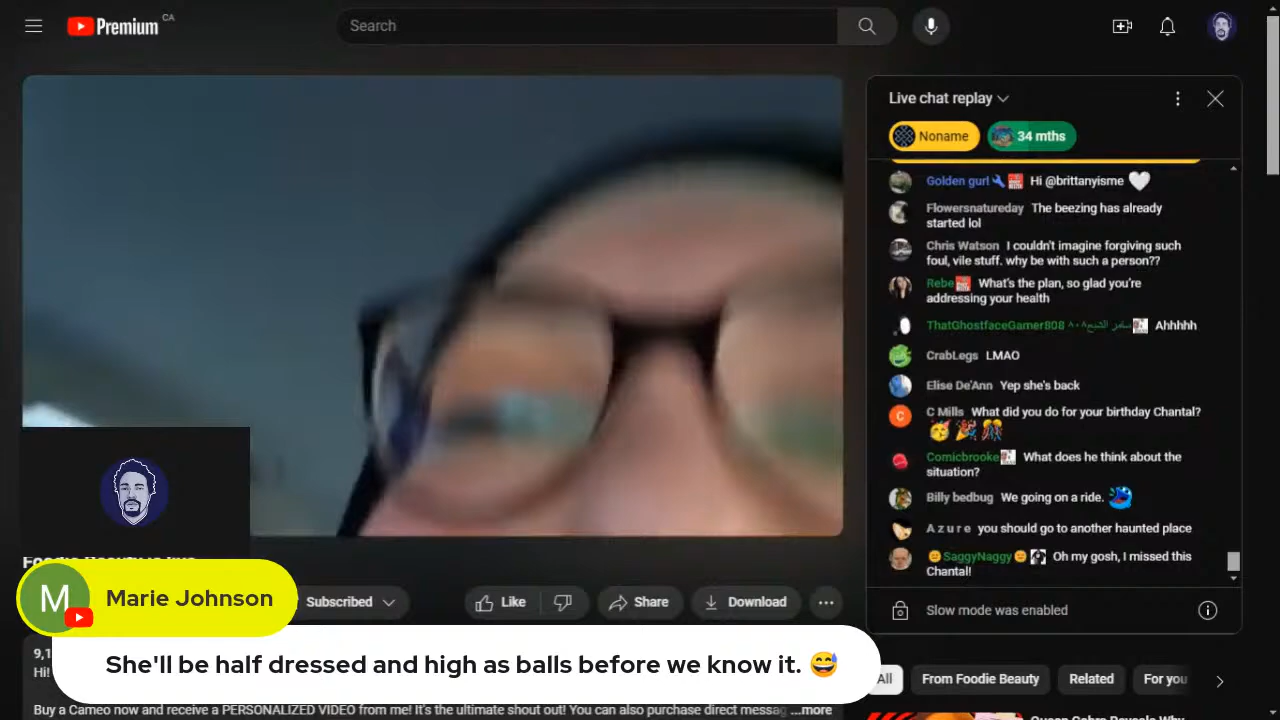 Premium CA
Search
Live chat replay
Noname
34 mths
Golden gurl Hi @brittanyisme
Flowersnatureday The beezing has already
started lol
Chris Watson I couldn't imagine forgiving such
foul, vile stuff. why be with such a person??
Rebe What's the plan, so glad you're
addressing your health
ThatGhostfaceGamer808 Ahhhhh
CrabLegs LMAO
Elise De'Ann Yep she's back
C
C Mills What did you do for your birthday Chantal?
Comicbrooke What does he think about the
situation?
Billy bedbug We going on a ride.
A z u r e you should go to another haunted place
SaggyNaggy Oh my gosh, I missed this
Chantal!
Slow mode was enabled
Foodie Beauty is live
M
Marie Johnson
Subscribed
Like
Share
Download
She'll be half dressed and high as balls before we know it. 😅
9,1
Hi!
Buy a Cameo now and receive a PERSONALIZED VIDEO from me! It's the ultimate shout out! You can also purchase direct messag ...more
All
From Foodie Beauty
Related
For you